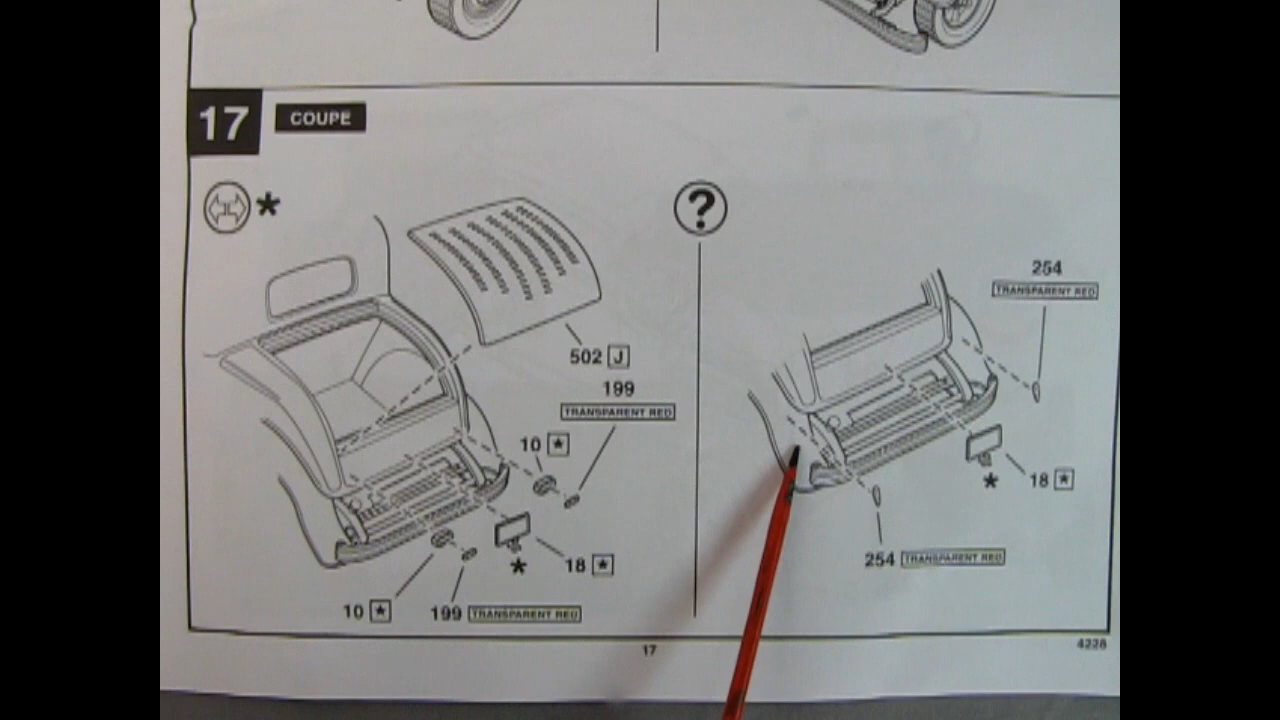 17 COUPE
*
?
502 J
199
TRANSPARENT RED
10 ★
18 ★
*
10 ★
199 TRANSPARENT RED
254
TRANSPARENT RED
18 ★
*
254 TRANSPARENT RED
17
4228